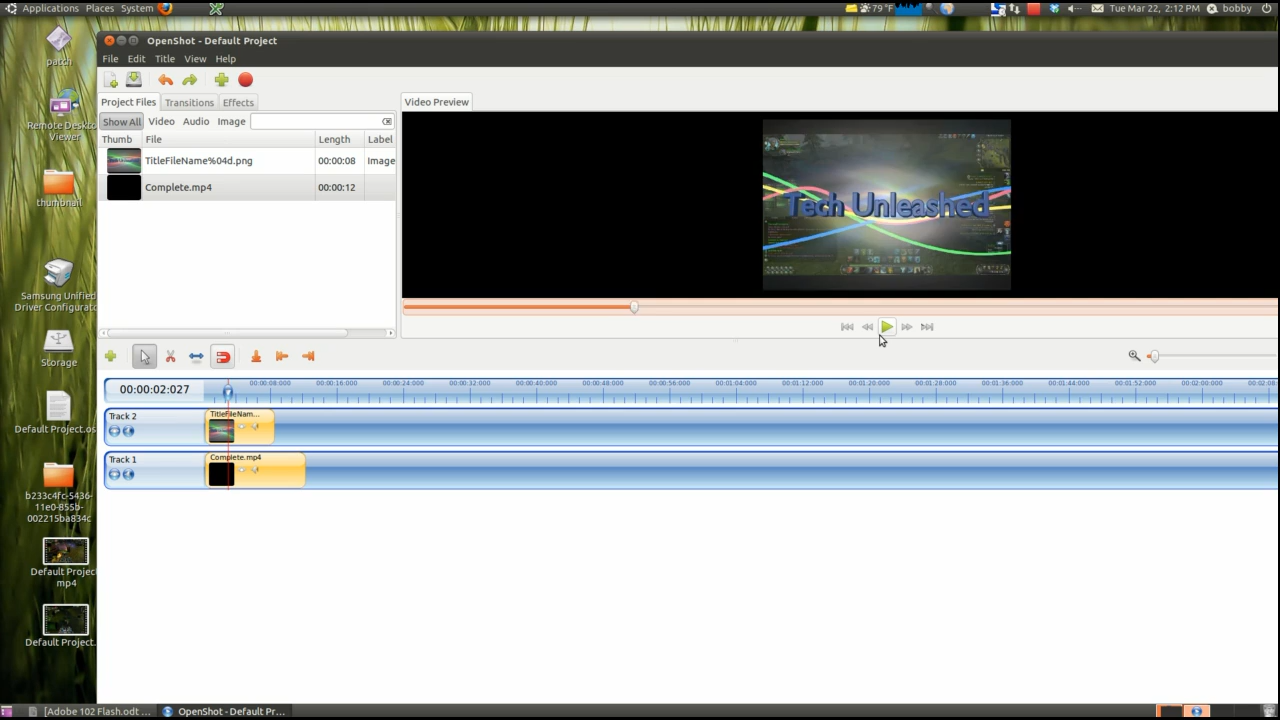 Applications Places System
79 °F
Tue Mar 22, 2:12 PM
bobby
patch
OpenShot - Default Project
File Edit Title View Help
Project Files Transitions Effects
Video Preview
Show All Video Audio Image
Thumb File Length Label
TitleFileName%04d.png 00:00:08 Image
Complete.mp4 00:00:12
Tech Unleashed
Remote Deskto
Viewer
thumbnail
Samsung Unified
Driver Configurato
Storage
Default Project.os
b233c4fc-5436-
11e0-855b-
002215ba834c
Default Projec
mp4
Default Project.
00:00:02:027
00:00:08:000 00:00:16:000 00:00:24:000 00:00:32:000 00:00:40:000 00:00:48:000 00:00:56:000 00:01:04:000 00:01:12:000 00:01:20:000 00:01:28:000 00:01:36:000 00:01:44:000 00:01:52:000 00:02:00:000 00:02:08
Track 2
TitleFileNam...
Track 1
Complete.mp4
[Adobe 102 Flash.odt ...
OpenShot - Default Pr...